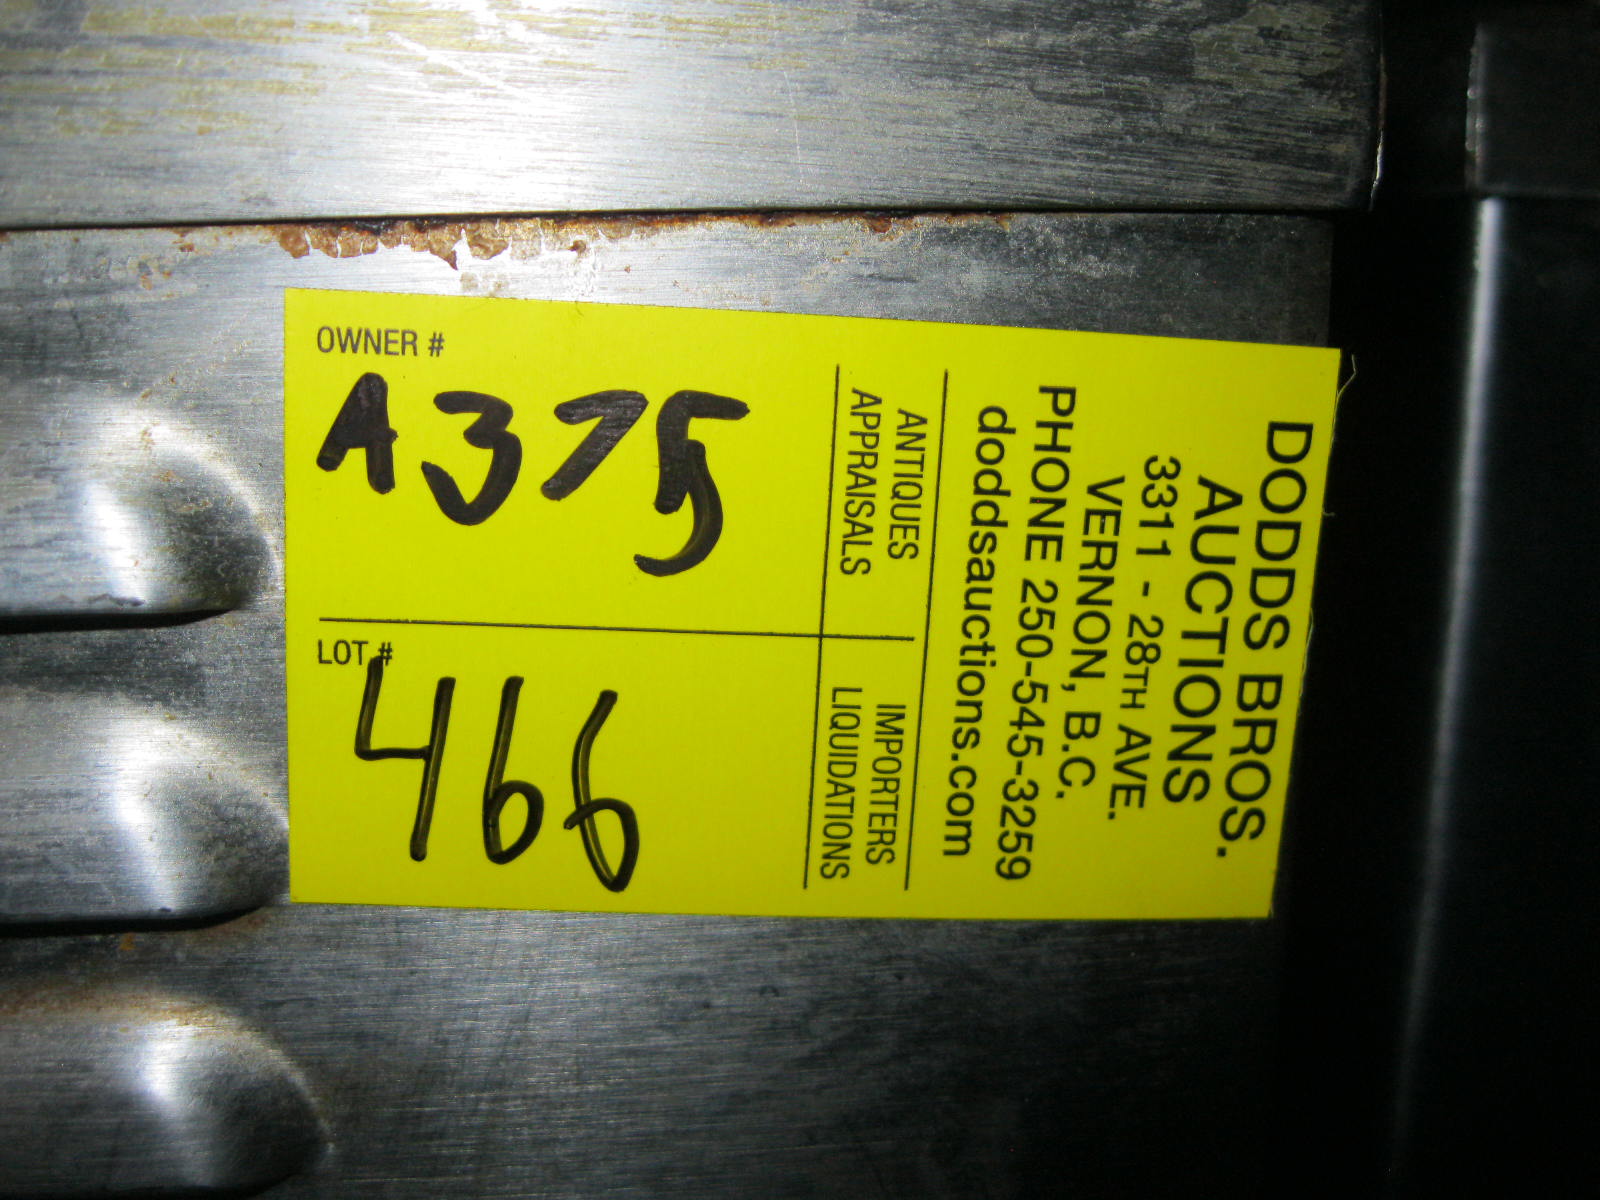 OWNER #
A375
LOT #
466
ANTIQUES
APPRAISALS
IMPORTERS
LIQUIDATIONS
DODDS BROS.
AUCTIONS
3311 - 28TH AVE.
VERNON, B.C.
PHONE 250-545-3259
doddsauctions.com